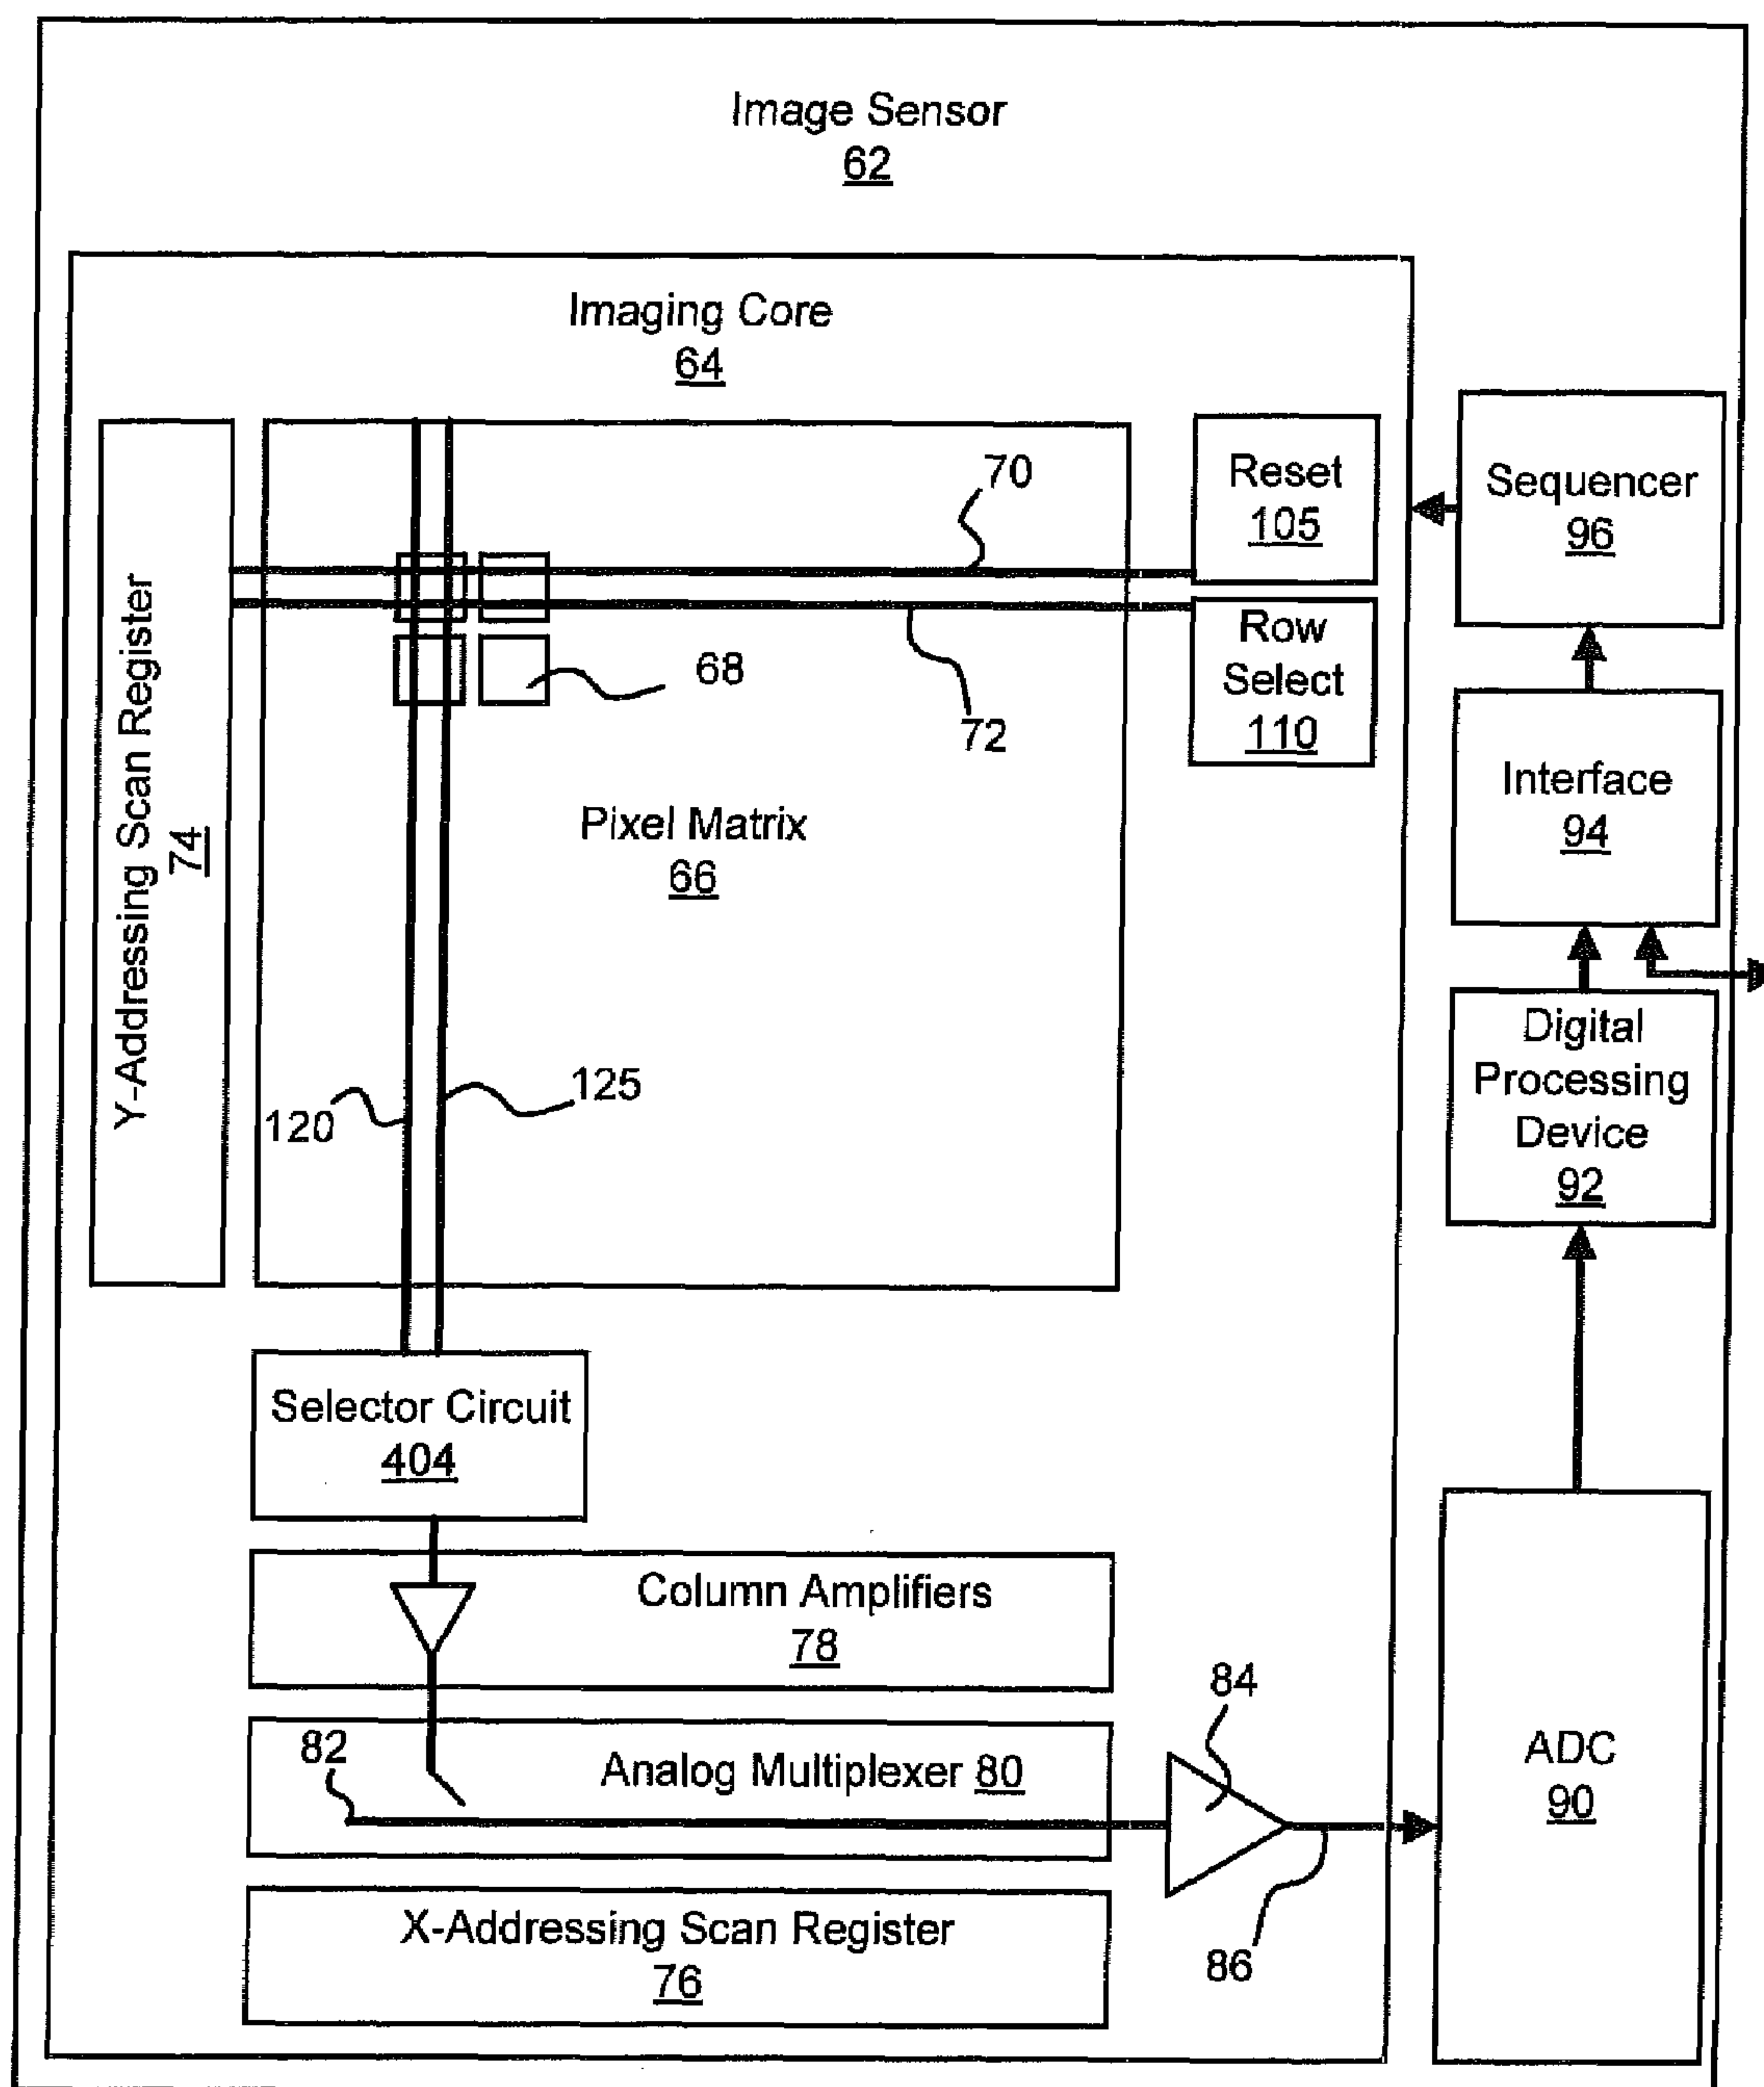 Image Sensor
62
Imaging Core
64
Y-Addressing Scan Register
74
70
Reset
105
Row
Select
110
68
72
Pixel Matrix
66
120
125
Selector Circuit
404
Column Amplifiers
78
82
Analog Multiplexer 80
84
86
X-Addressing Scan Register
76
Sequencer
96
Interface
94
Digital
Processing
Device
92
ADC
90